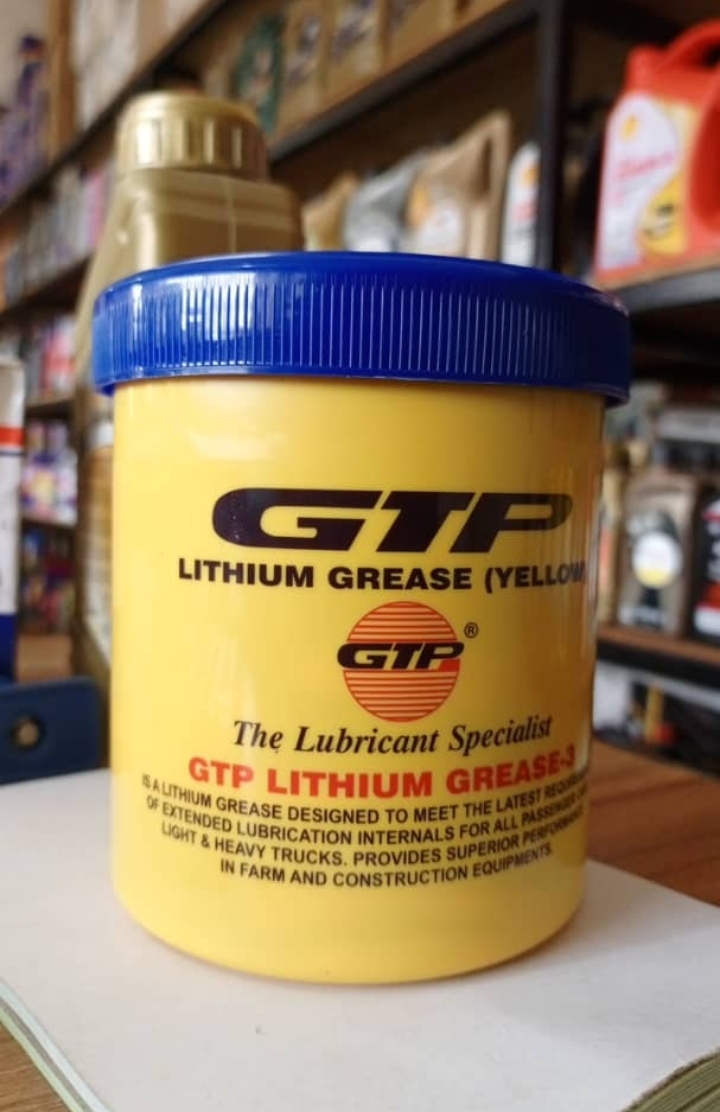 GTP
LITHIUM GREASE (YELLOW
GTP ®
The Lubricant Specialist
GTP LITHIUM GREASE-3
IS A LITHIUM GREASE DESIGNED TO MEET THE LATEST
OF EXTENDED LUBRICATION INTERNALS FOR ALL PASSENGER
LIGHT & HEAVY TRUCKS. PROVIDES SUPERIOR
IN FARM AND CONSTRUCTION EQUIPMENTS.